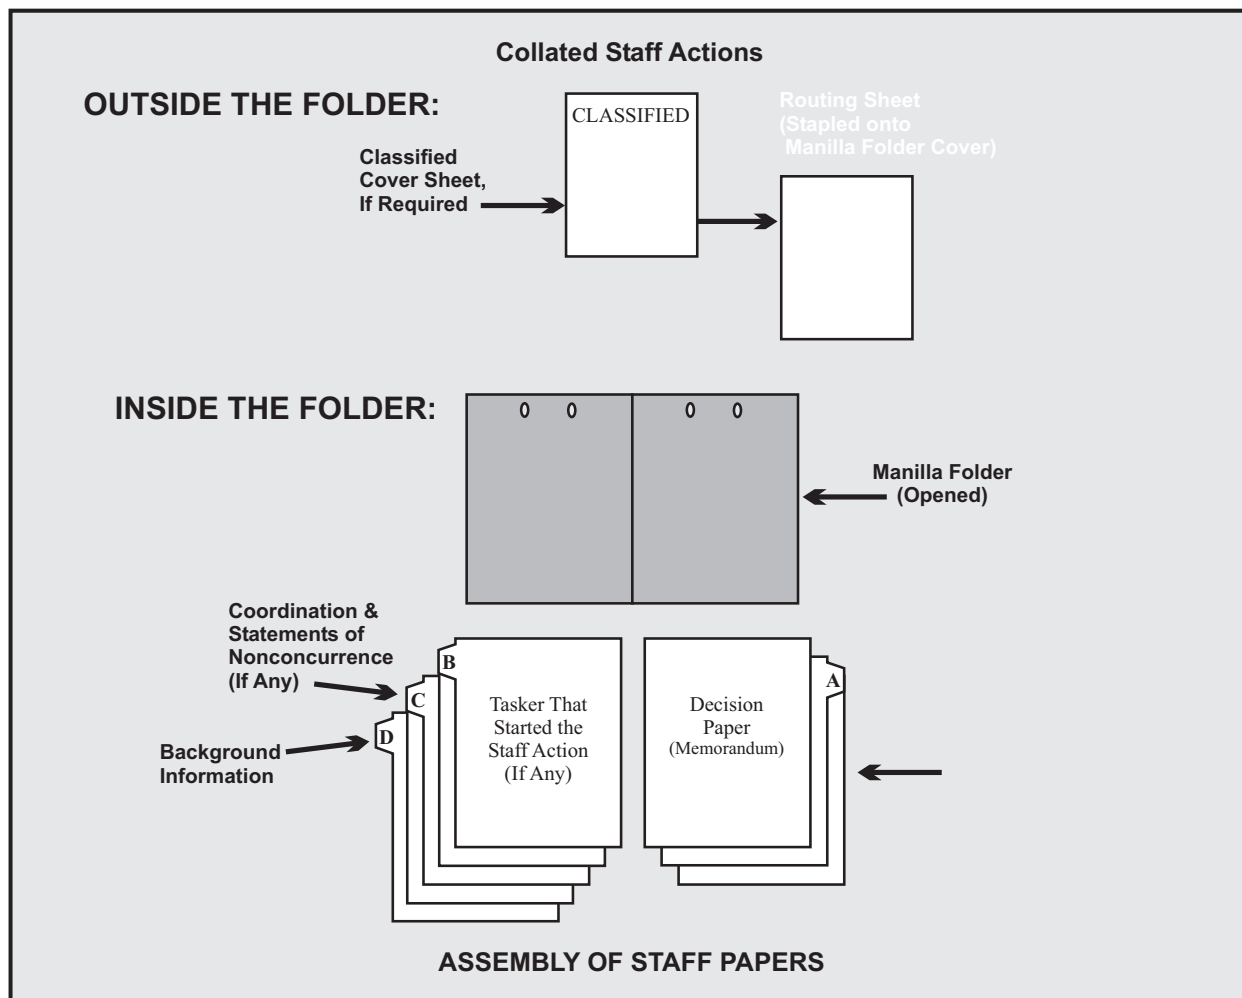 Collated Staff Actions
OUTSIDE THE FOLDER:
CLASSIFIED
Routing Sheet
(Stapled onto
Manilla Folder Cover)
Classified
Cover Sheet,
If Required
INSIDE THE FOLDER:
Manilla Folder
(Opened)
Coordination &
Statements of
Nonconcurrence
(If Any)
Background
Information
B
C
D
Tasker That
Started the
Staff Action
(If Any)
Decision
Paper
(Memorandum)
A
ASSEMBLY OF STAFF PAPERS